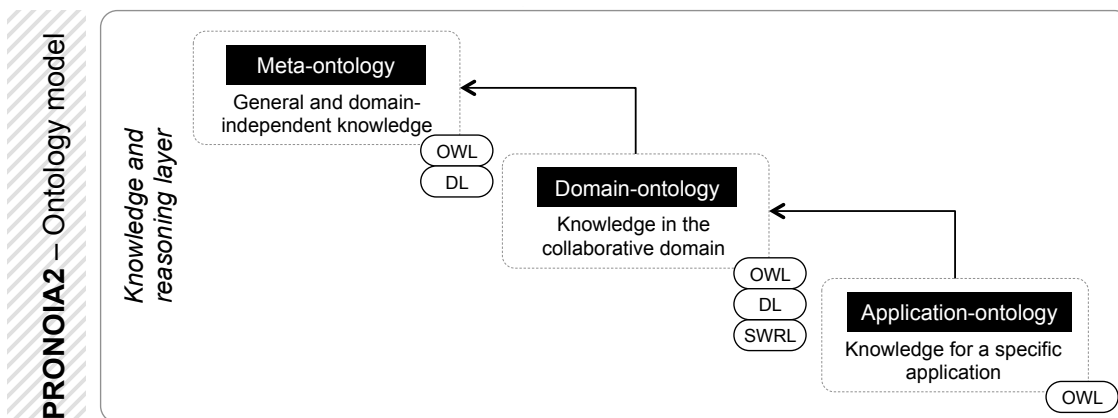 PRONOIA2 – Ontology model
Knowledge and
reasoning layer
Meta-ontology
General and domain-
independent knowledge
OWL
DL
Domain-ontology
Knowledge in the
collaborative domain
OWL
DL
SWRL
Application-ontology
Knowledge for a specific
application
OWL